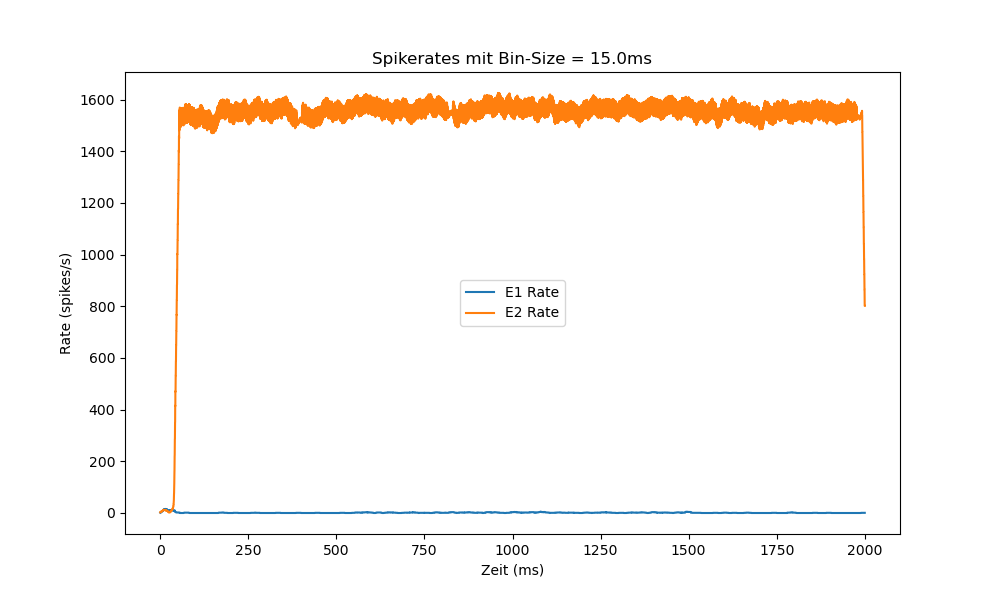 Spikerates mit Bin-Size = 15.0ms
1600
1400
1200
1000
800
600
400
200
0
Rate (spikes/s)
E1 Rate
E2 Rate
0 250 500 750 1000 1250 1500 1750 2000
Zeit (ms)